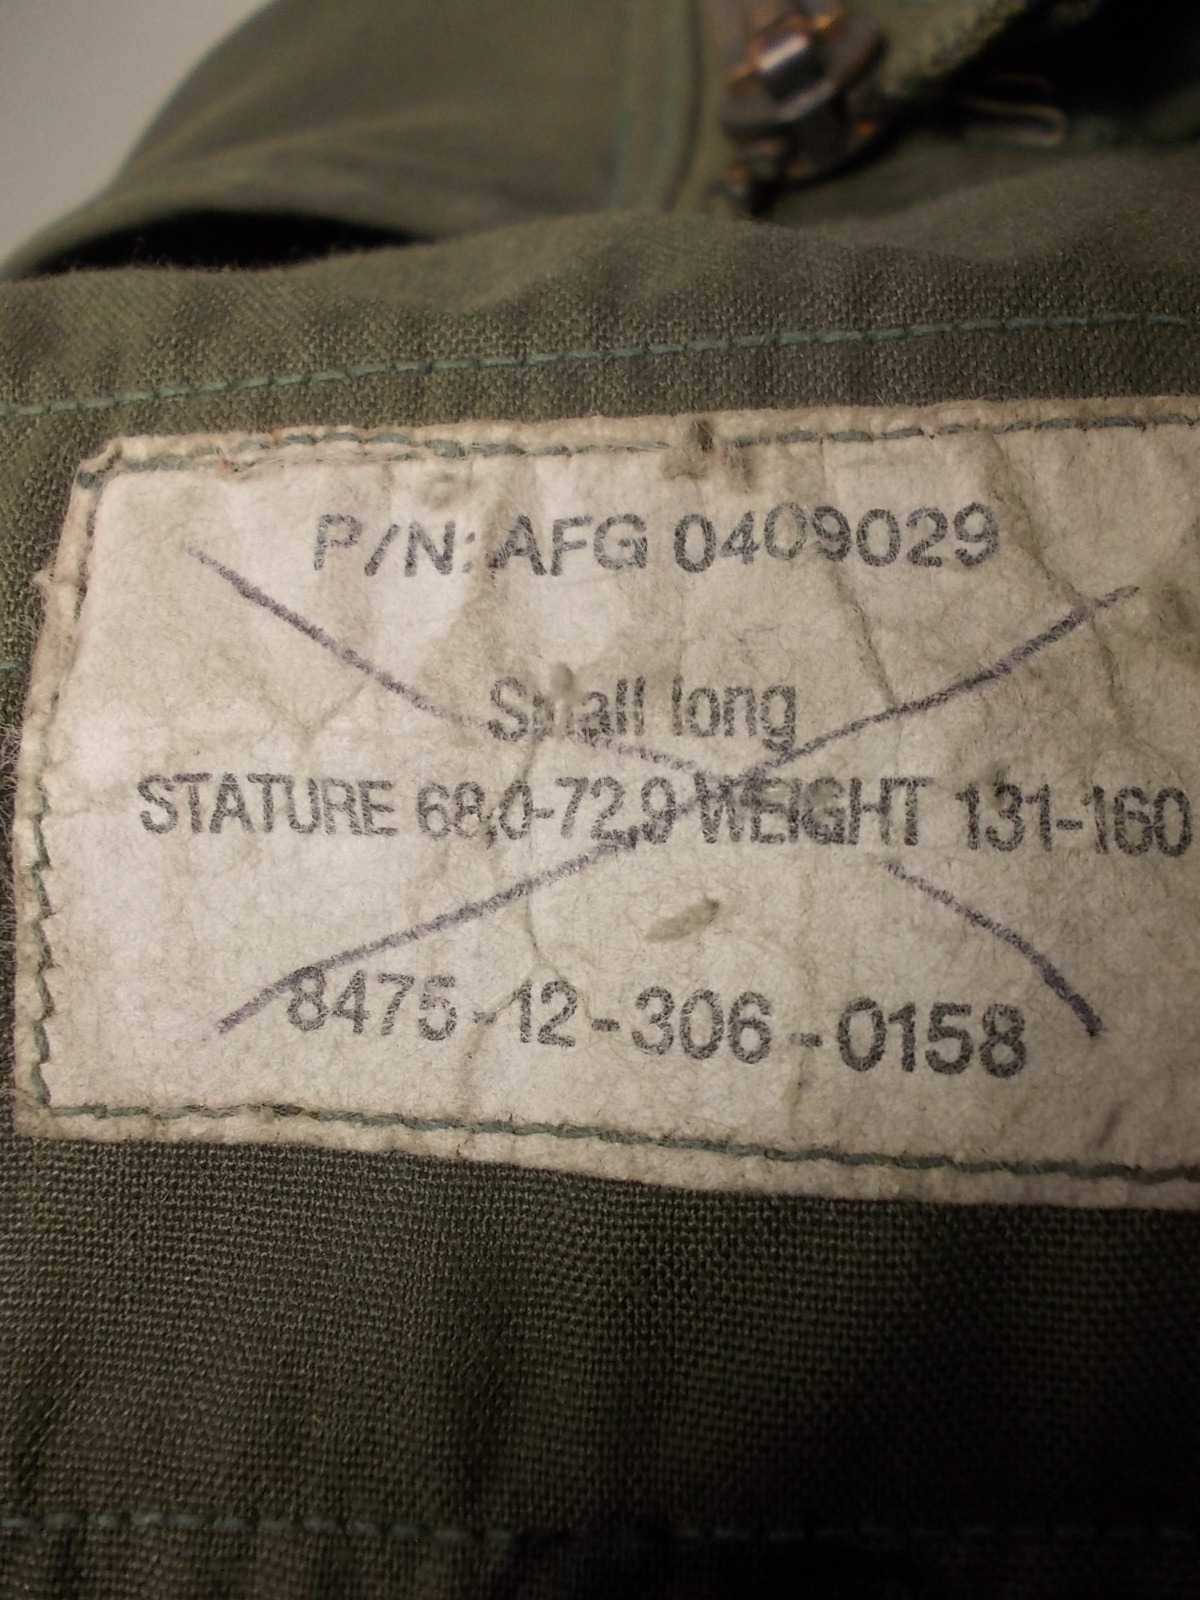 P/N: AFG 0409029
Small long
STATURE 68,0-72,9 WEIGHT 131-160
8475-12-306-0158